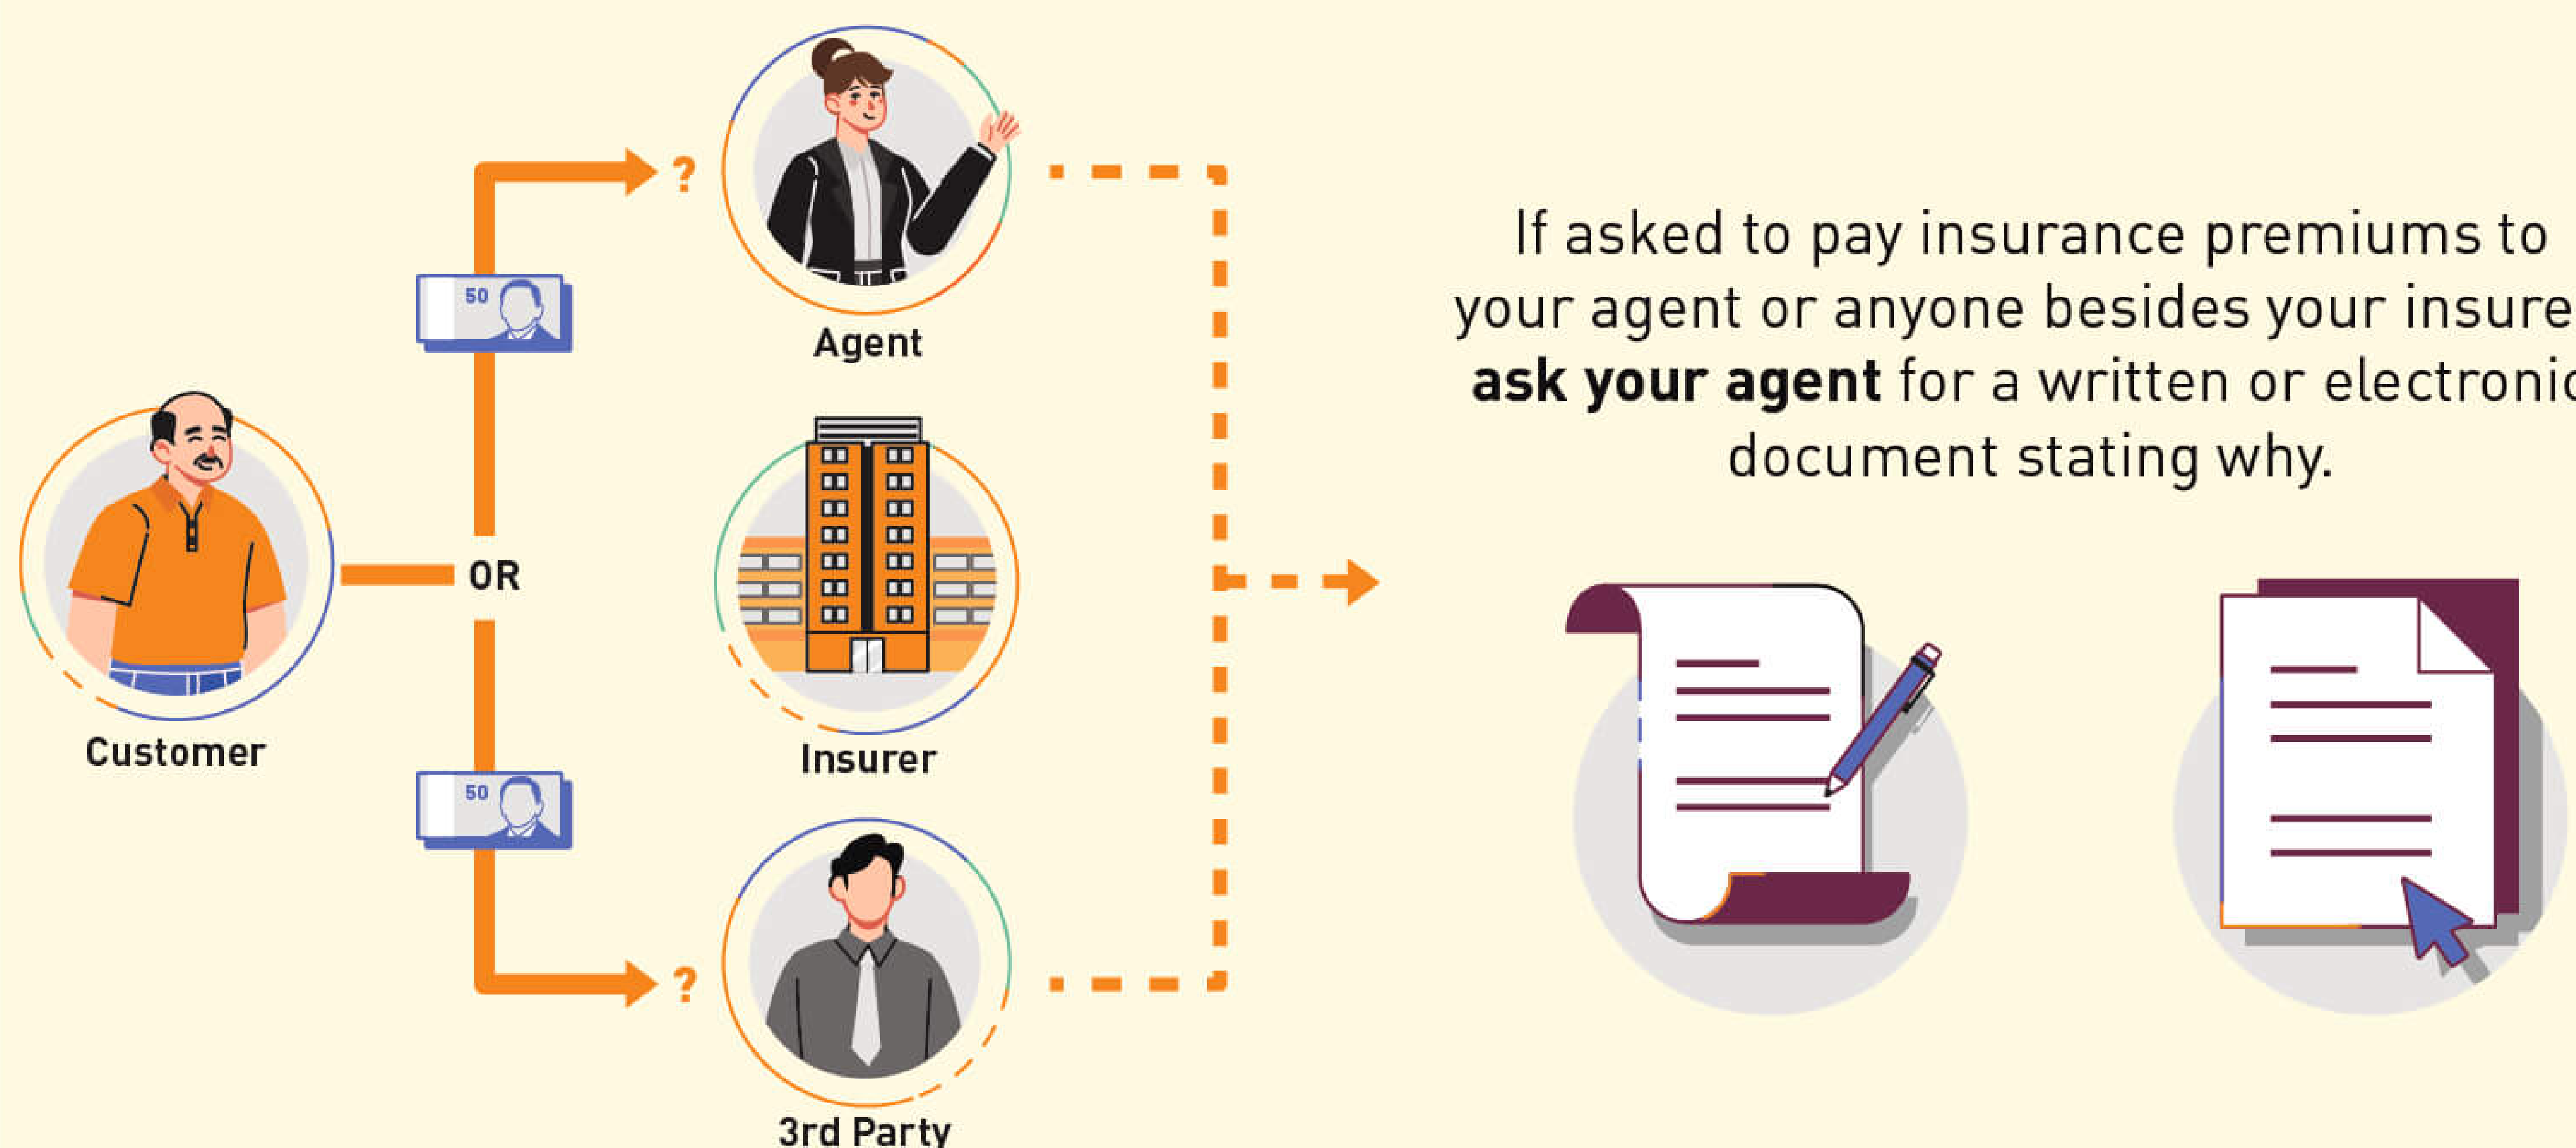 ?
Agent
50
OR
Customer
Insurer
50
?
3rd Party
If asked to pay insurance premiums to
your agent or anyone besides your insure
ask your agent for a written or electronic
document stating why.